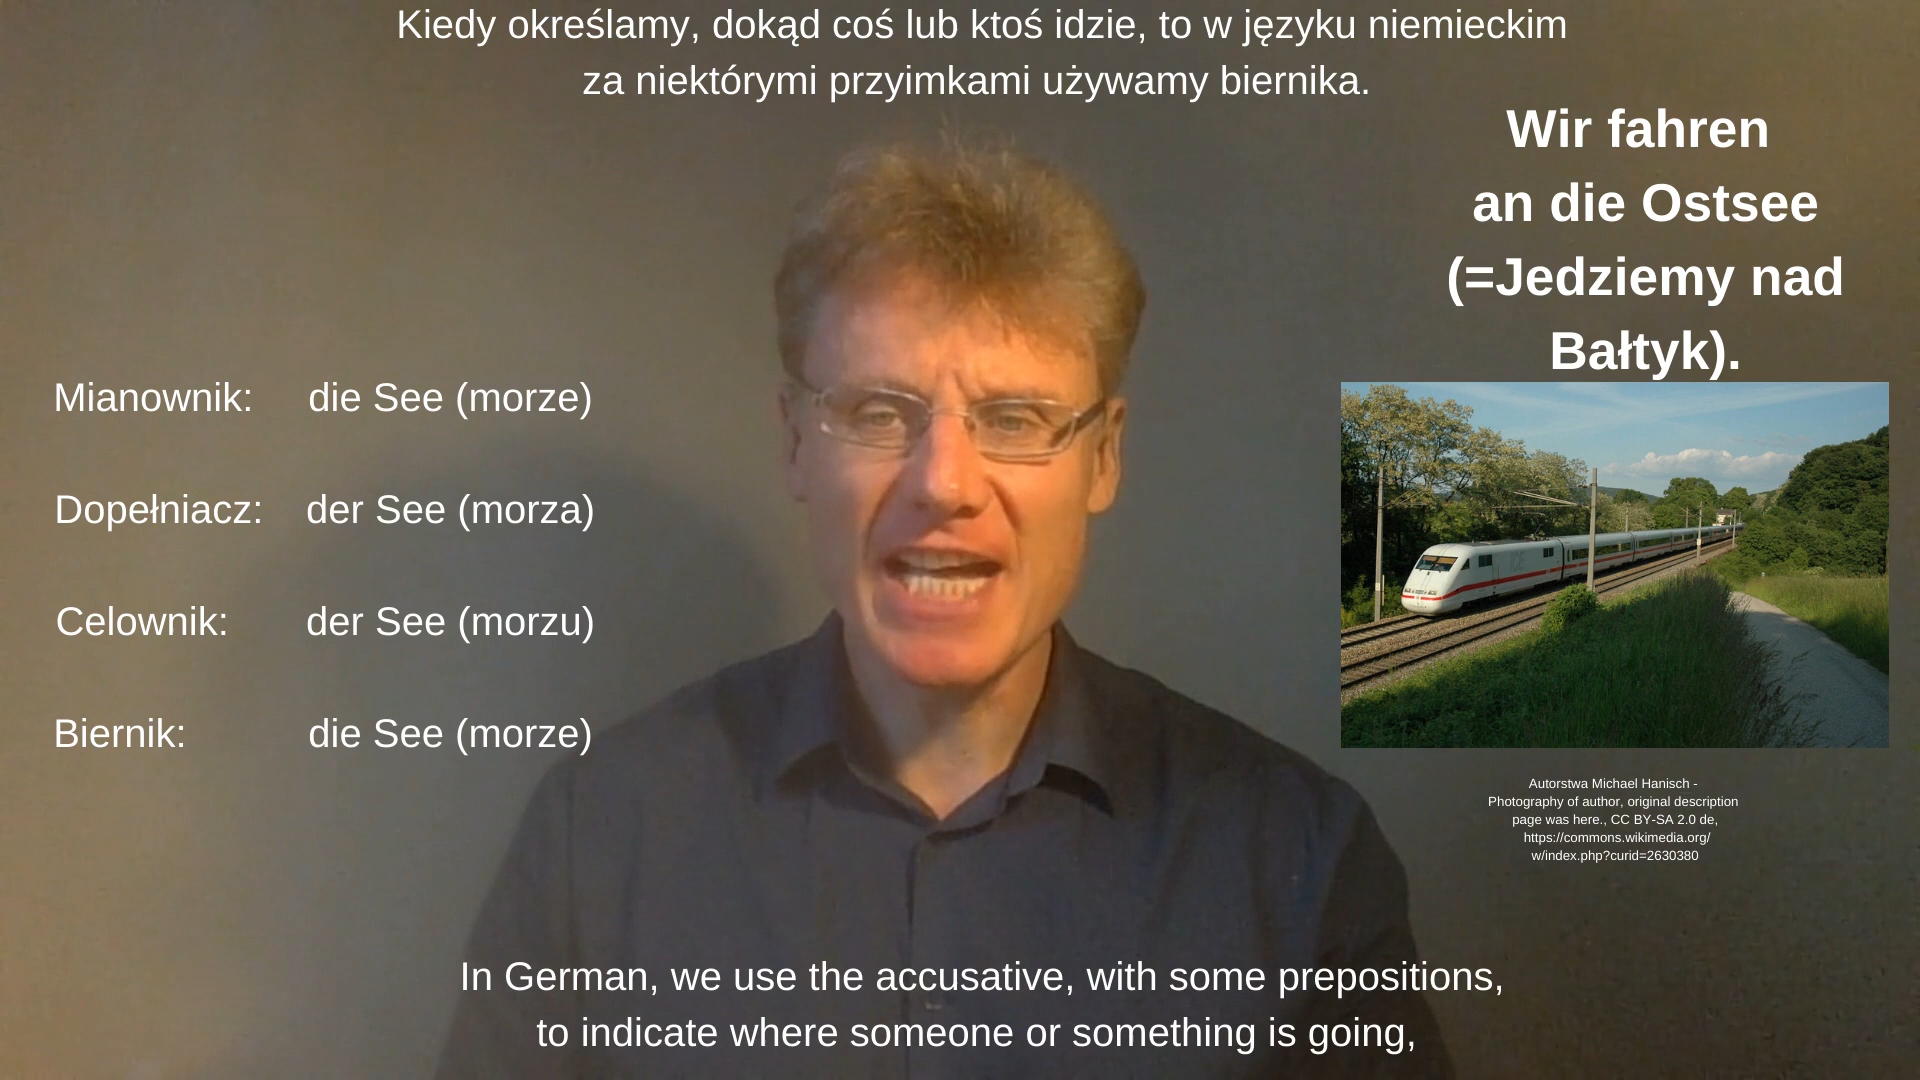 Kiedy określamy, dokąd coś lub ktoś idzie, to w języku niemieckim
za niektórymi przyimkami używamy biernika.
Wir fahren
an die Ostsee
(=Jedziemy nad
Bałtyk).
Mianownik: die See (morze)
Dopełniacz: der See (morza)
Celownik: der See (morzu)
Biernik: die See (morze)
Autorstwa Michael Hanisch -
Photography of author, original description
page was here., CC BY-SA 2.0 de,
https://commons.wikimedia.org/
w/index.php?curid=2630380
In German, we use the accusative, with some prepositions,
to indicate where someone or something is going,